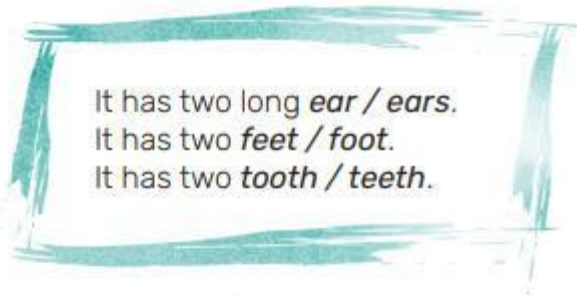 It has two long ear / ears.
It has two feet / foot.
It has two tooth / teeth.